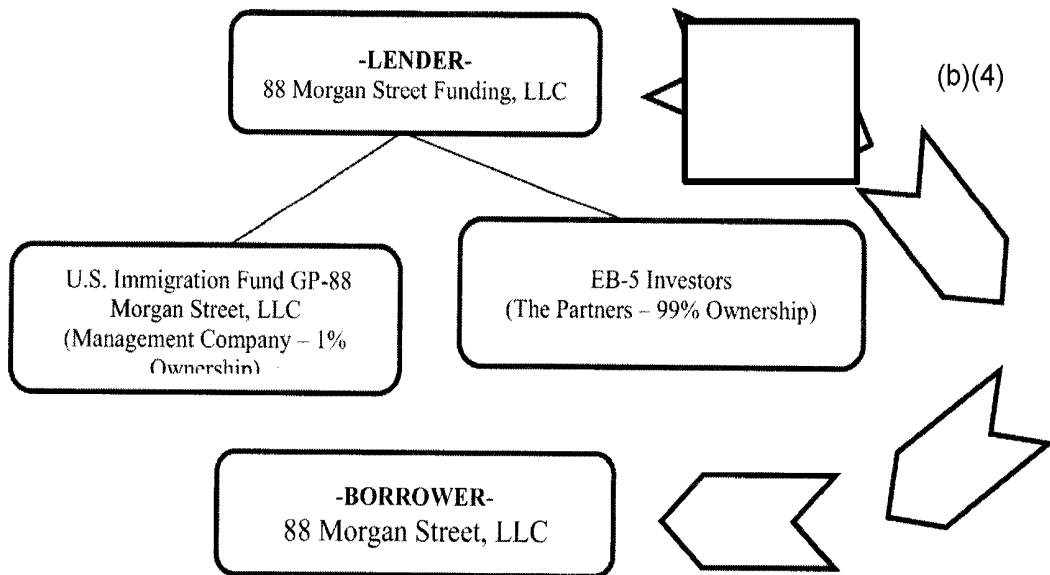 -LENDER-
88 Morgan Street Funding, LLC
(b)(4)
U.S. Immigration Fund GP-88
Morgan Street, LLC
(Management Company – 1%
Ownership)
EB-5 Investors
(The Partners – 99% Ownership)
-BORROWER-
88 Morgan Street, LLC